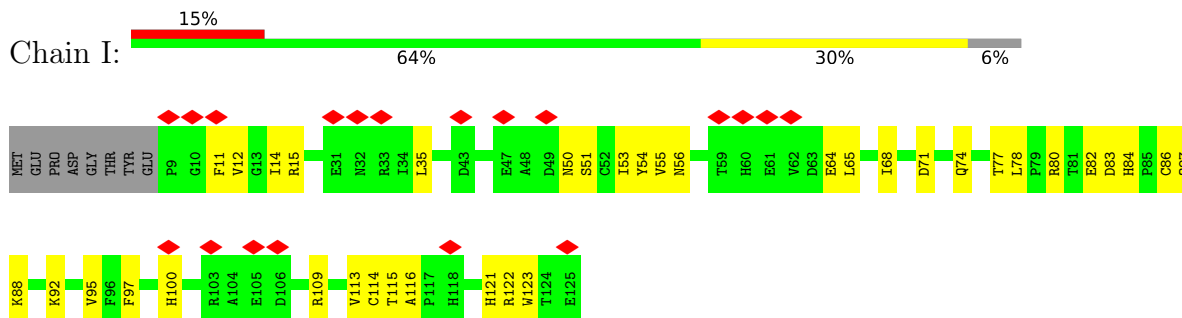 15%
Chain I:
64% 30% 6%
MET GLU PRO ASP GLY THR TYR GLU P9 G10 F11 V12 G13 I14 R15 E31 N32 R33 I34 L35 D43 E47 A48 D49 N50 S51 C52 I53 Y54 V55 N56 T59 H60 E61 V62 D63 E64 L65 I68 D71 Q74 T77 L78 P79 R80 T81 E82 D83 H84 P85 C86
K88 K92 V95 F96 F97 H100 R103 A104 E105 D106 R109 V113 C114 T115 A116 P117 H118 H121 R122 W123 T124 E125